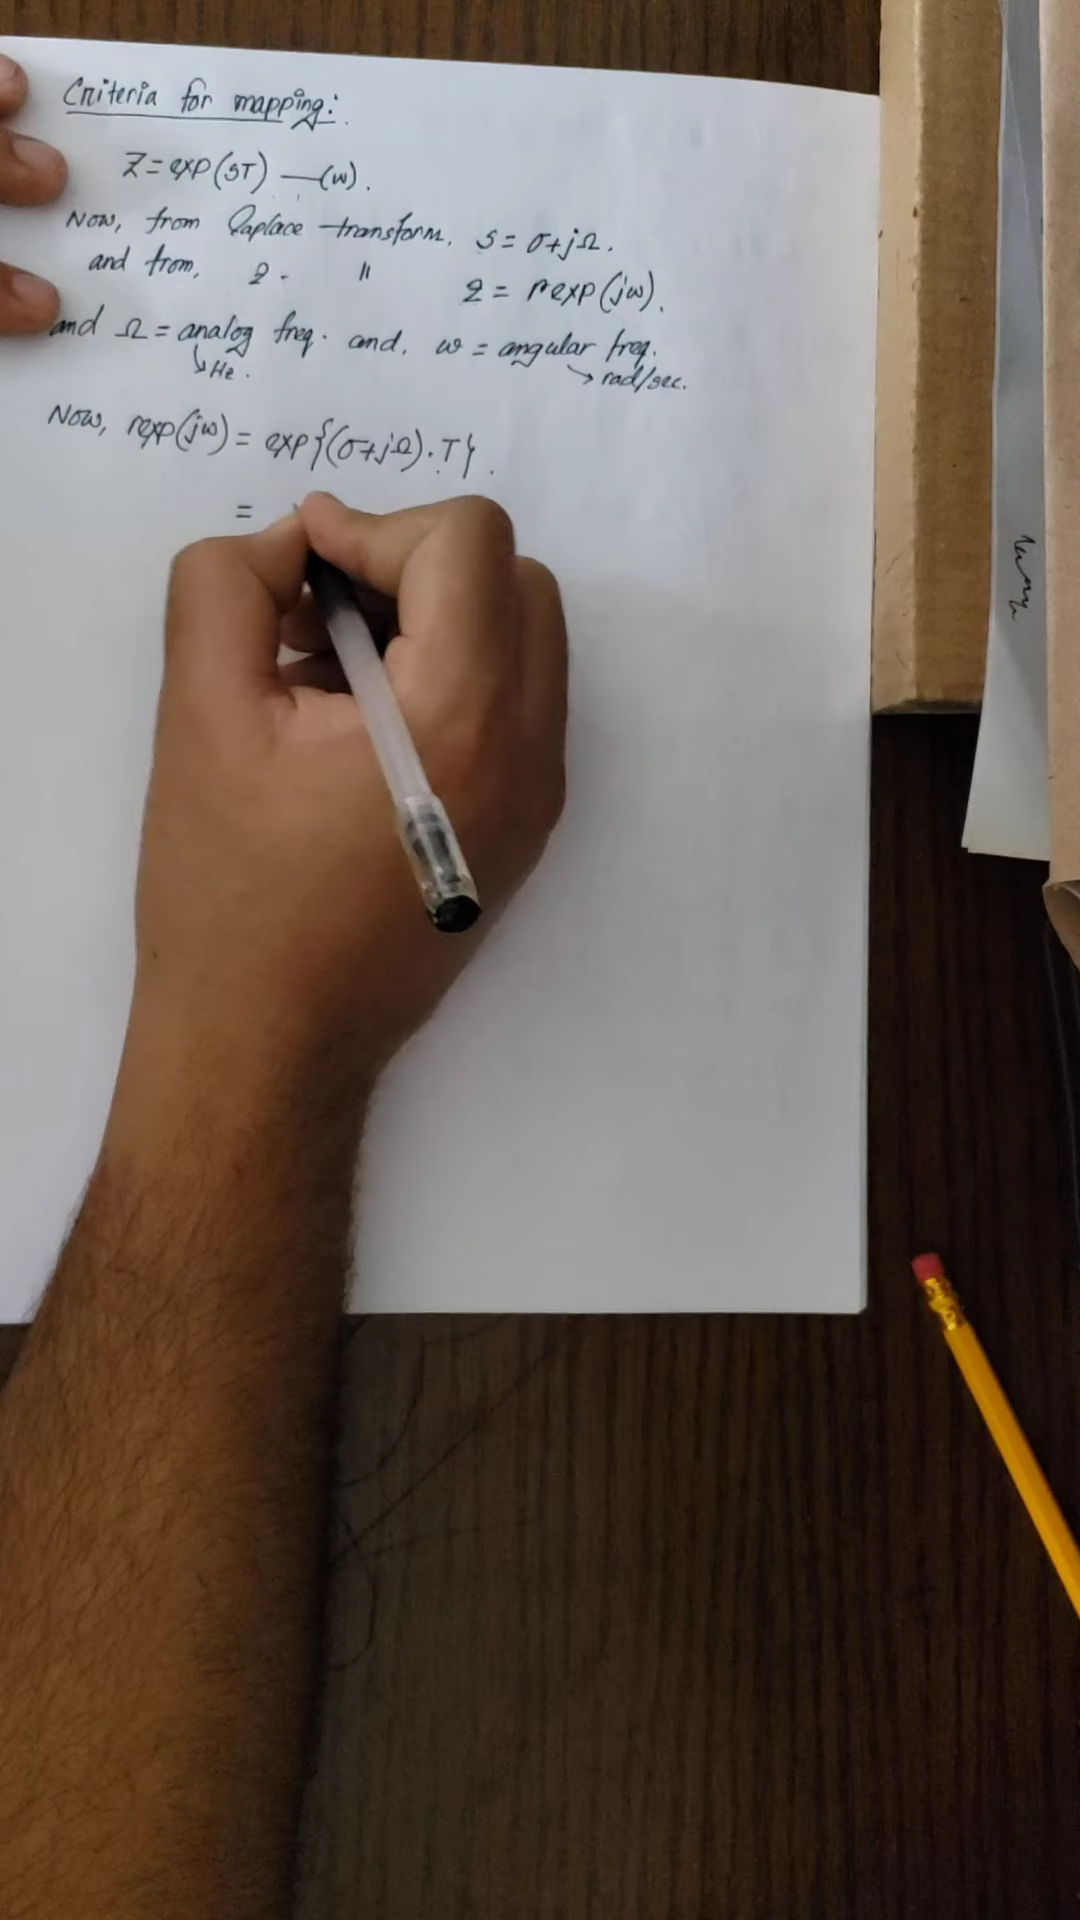 Criteria for mapping:
Z = exp(sT) —(w).
Now, from Laplace transform, s = σ+jΩ.
and from, z - " z = r exp(jω).
and Ω = analog freq. and, ω = angular freq.
↳Hz. → rad/sec.
Now, r exp(jω) = exp{(σ+jΩ).T}.
=